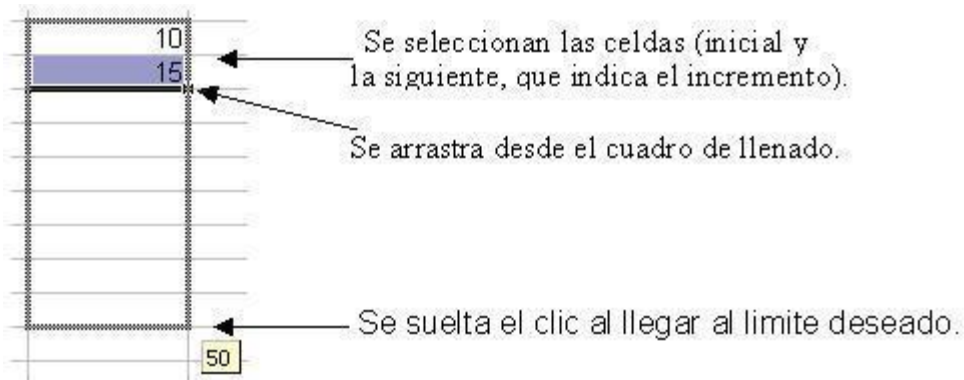 10
Se seleccionan las celdas (inicial y
15
la siguiente, que indica el incremento).
Se arrastra desde el cuadro de llenado.
Se suelta el clic al llegar al limite deseado.
50